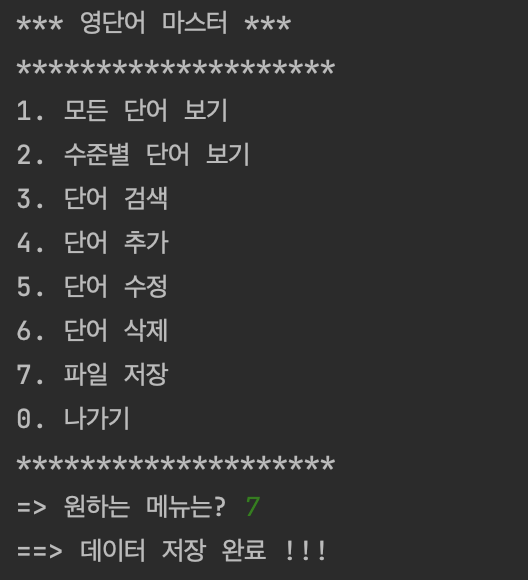 *** 영단어 마스터 ***
********************
1. 모든 단어 보기
2. 수준별 단어 보기
3. 단어 검색
4. 단어 추가
5. 단어 수정
6. 단어 삭제
7. 파일 저장
0. 나가기
********************
=> 원하는 메뉴는? 7
==> 데이터 저장 완료 !!!